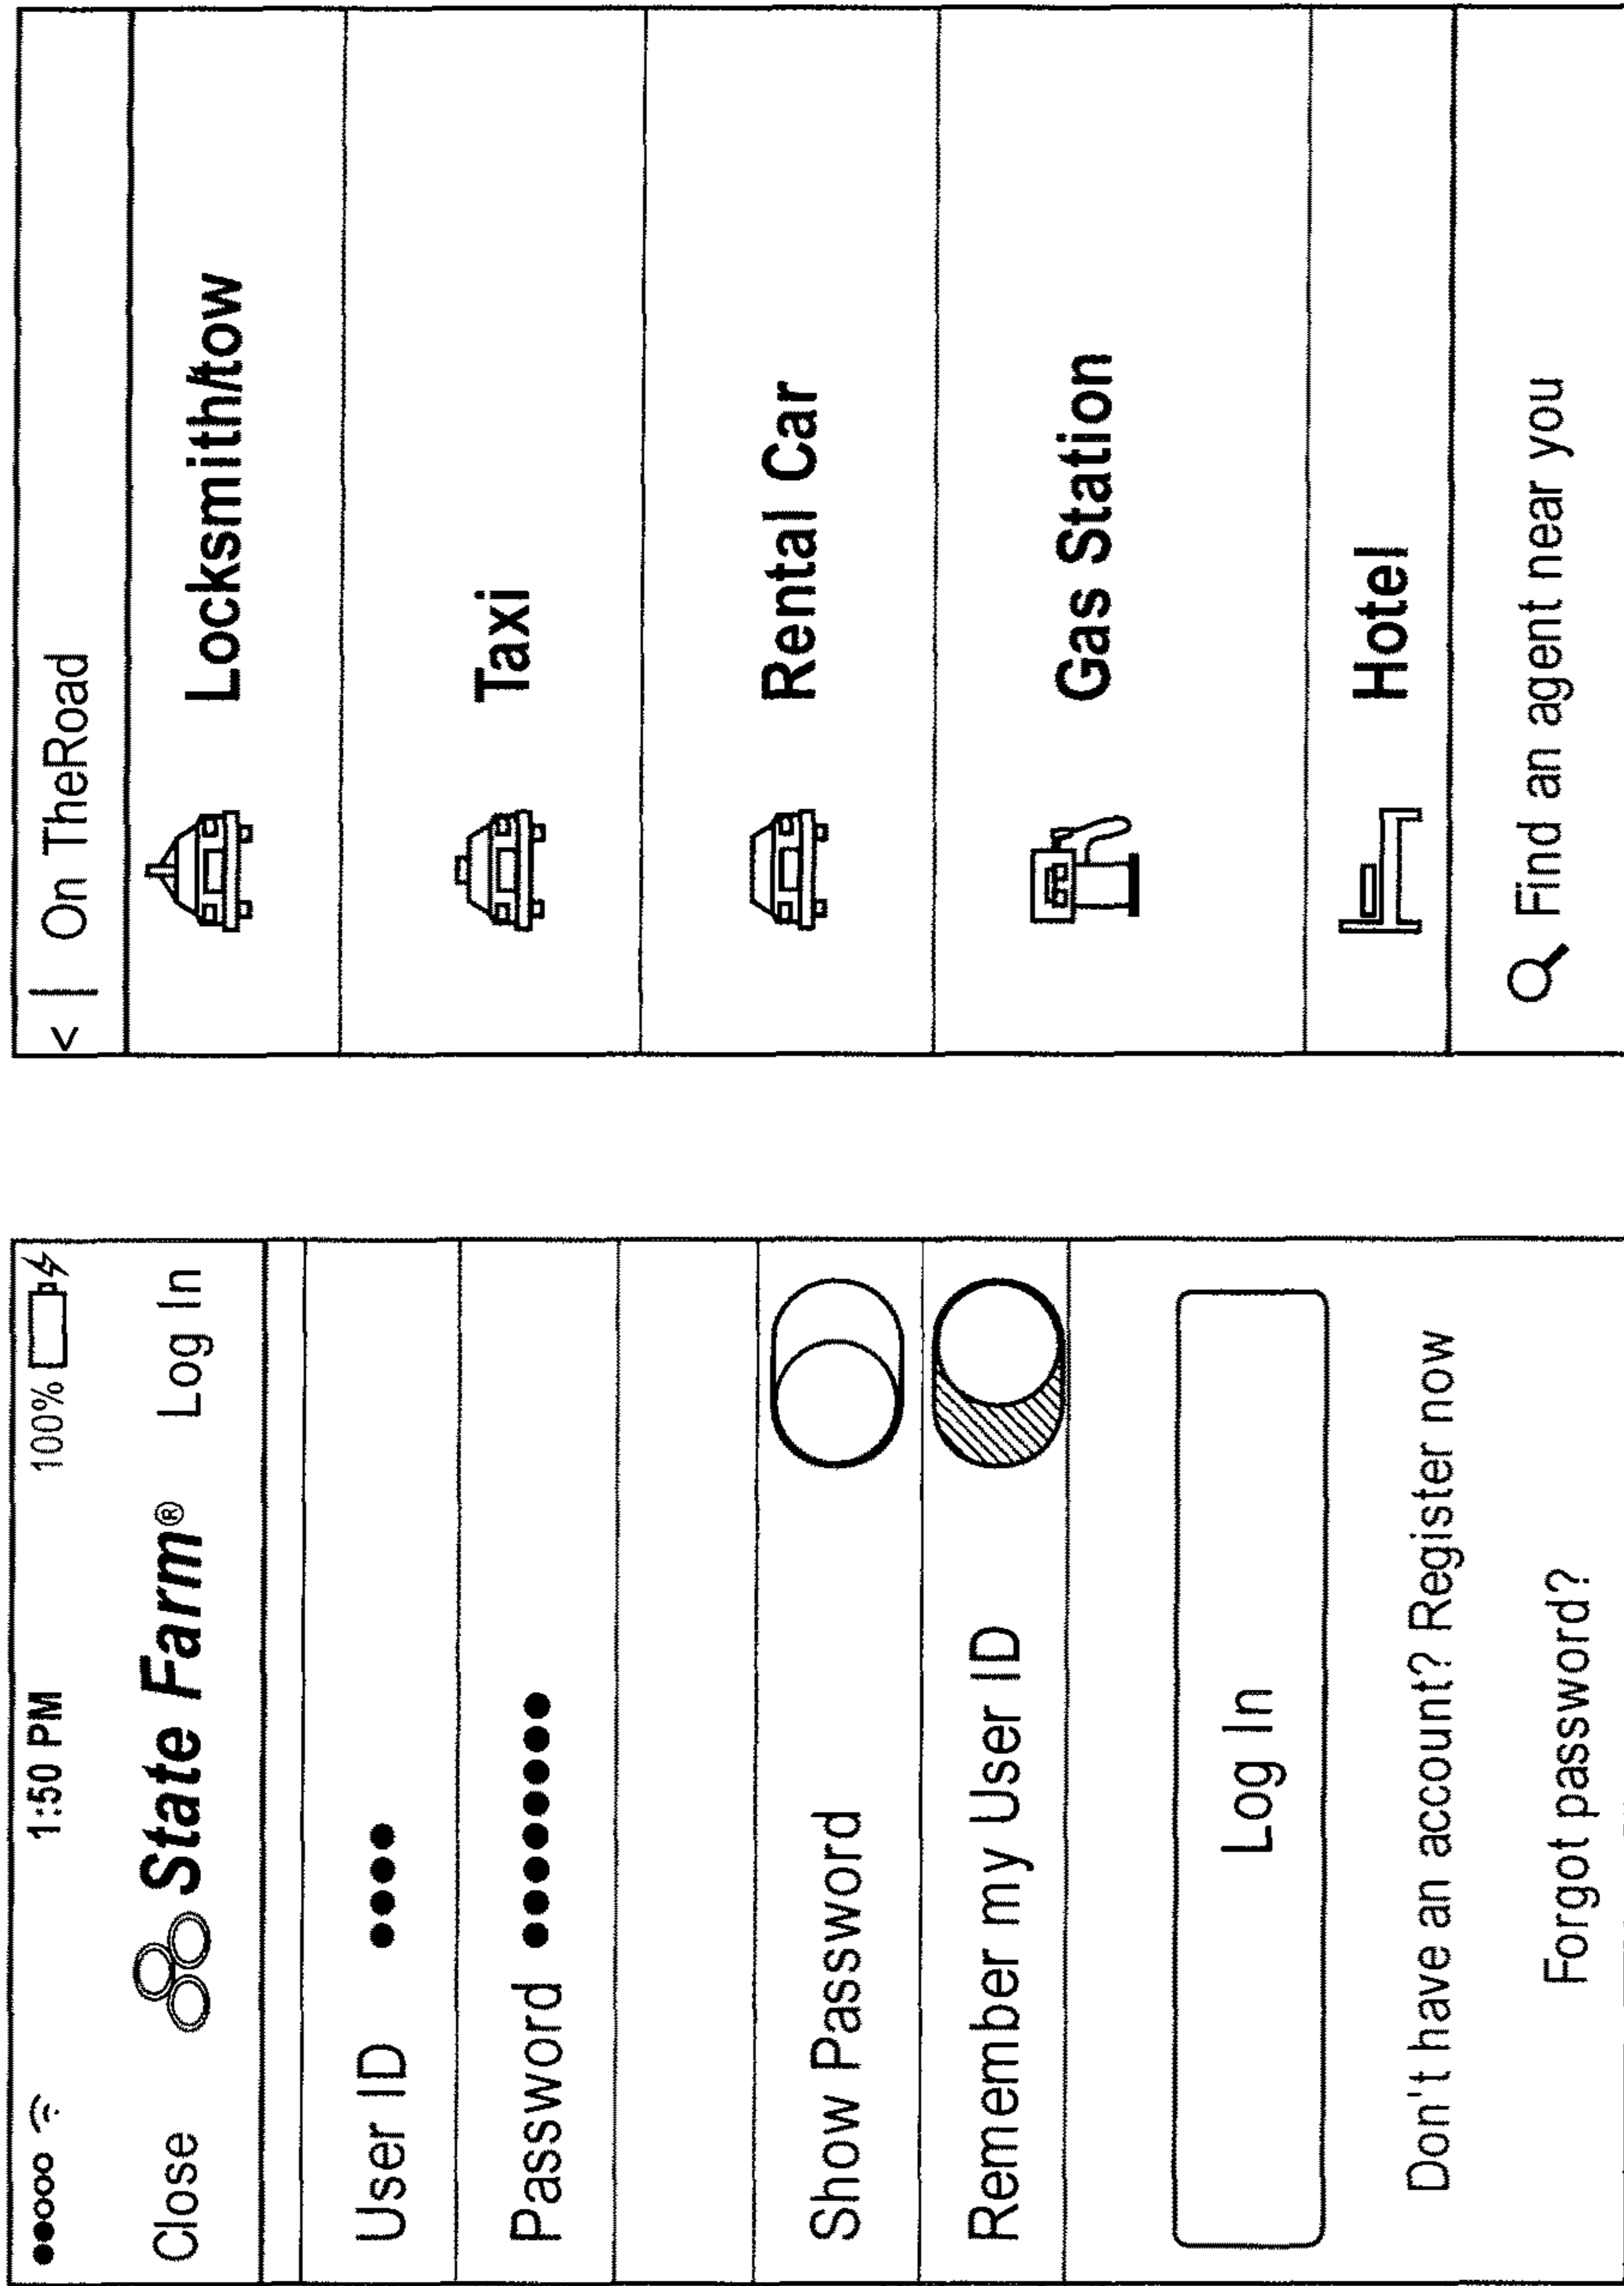 1:50 PM 100%
Close State Farm® Log In
User ID ••••
Password ••••••••
Show Password
Remember my User ID
Log In
Don't have an account? Register now
Forgot password?
< | On TheRoad
Locksmith/tow
Taxi
Rental Car
Gas Station
Hotel
Find an agent near you